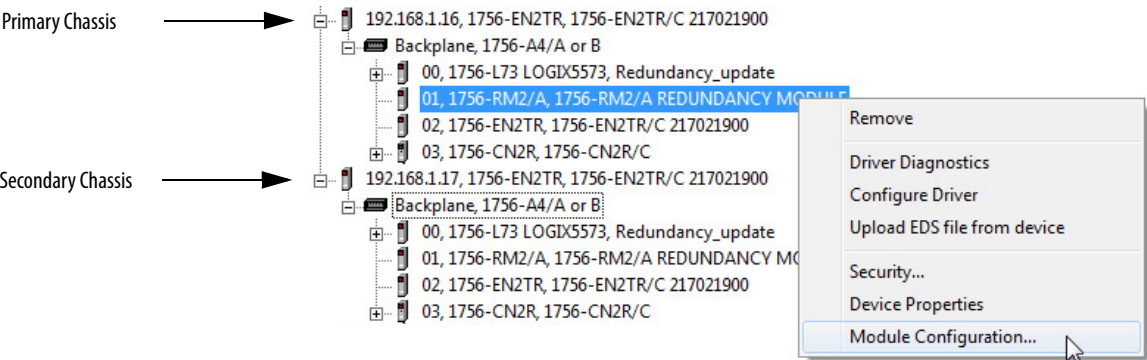 Primary Chassis
192.168.1.16, 1756-EN2TR, 1756-EN2TR/C 217021900
Backplane, 1756-A4/A or B
00, 1756-L73 LOGIX5573, Redundancy_update
01, 1756-RM2/A, 1756-RM2/A REDUNDANCY MODULE
02, 1756-EN2TR, 1756-EN2TR/C 217021900
03, 1756-CN2R, 1756-CN2R/C
Secondary Chassis
192.168.1.17, 1756-EN2TR, 1756-EN2TR/C 217021900
Backplane, 1756-A4/A or B
00, 1756-L73 LOGIX5573, Redundancy_update
01, 1756-RM2/A, 1756-RM2/A REDUNDANCY MO
02, 1756-EN2TR, 1756-EN2TR/C 217021900
03, 1756-CN2R, 1756-CN2R/C
Remove
Driver Diagnostics
Configure Driver
Upload EDS file from device
Security...
Device Properties
Module Configuration...